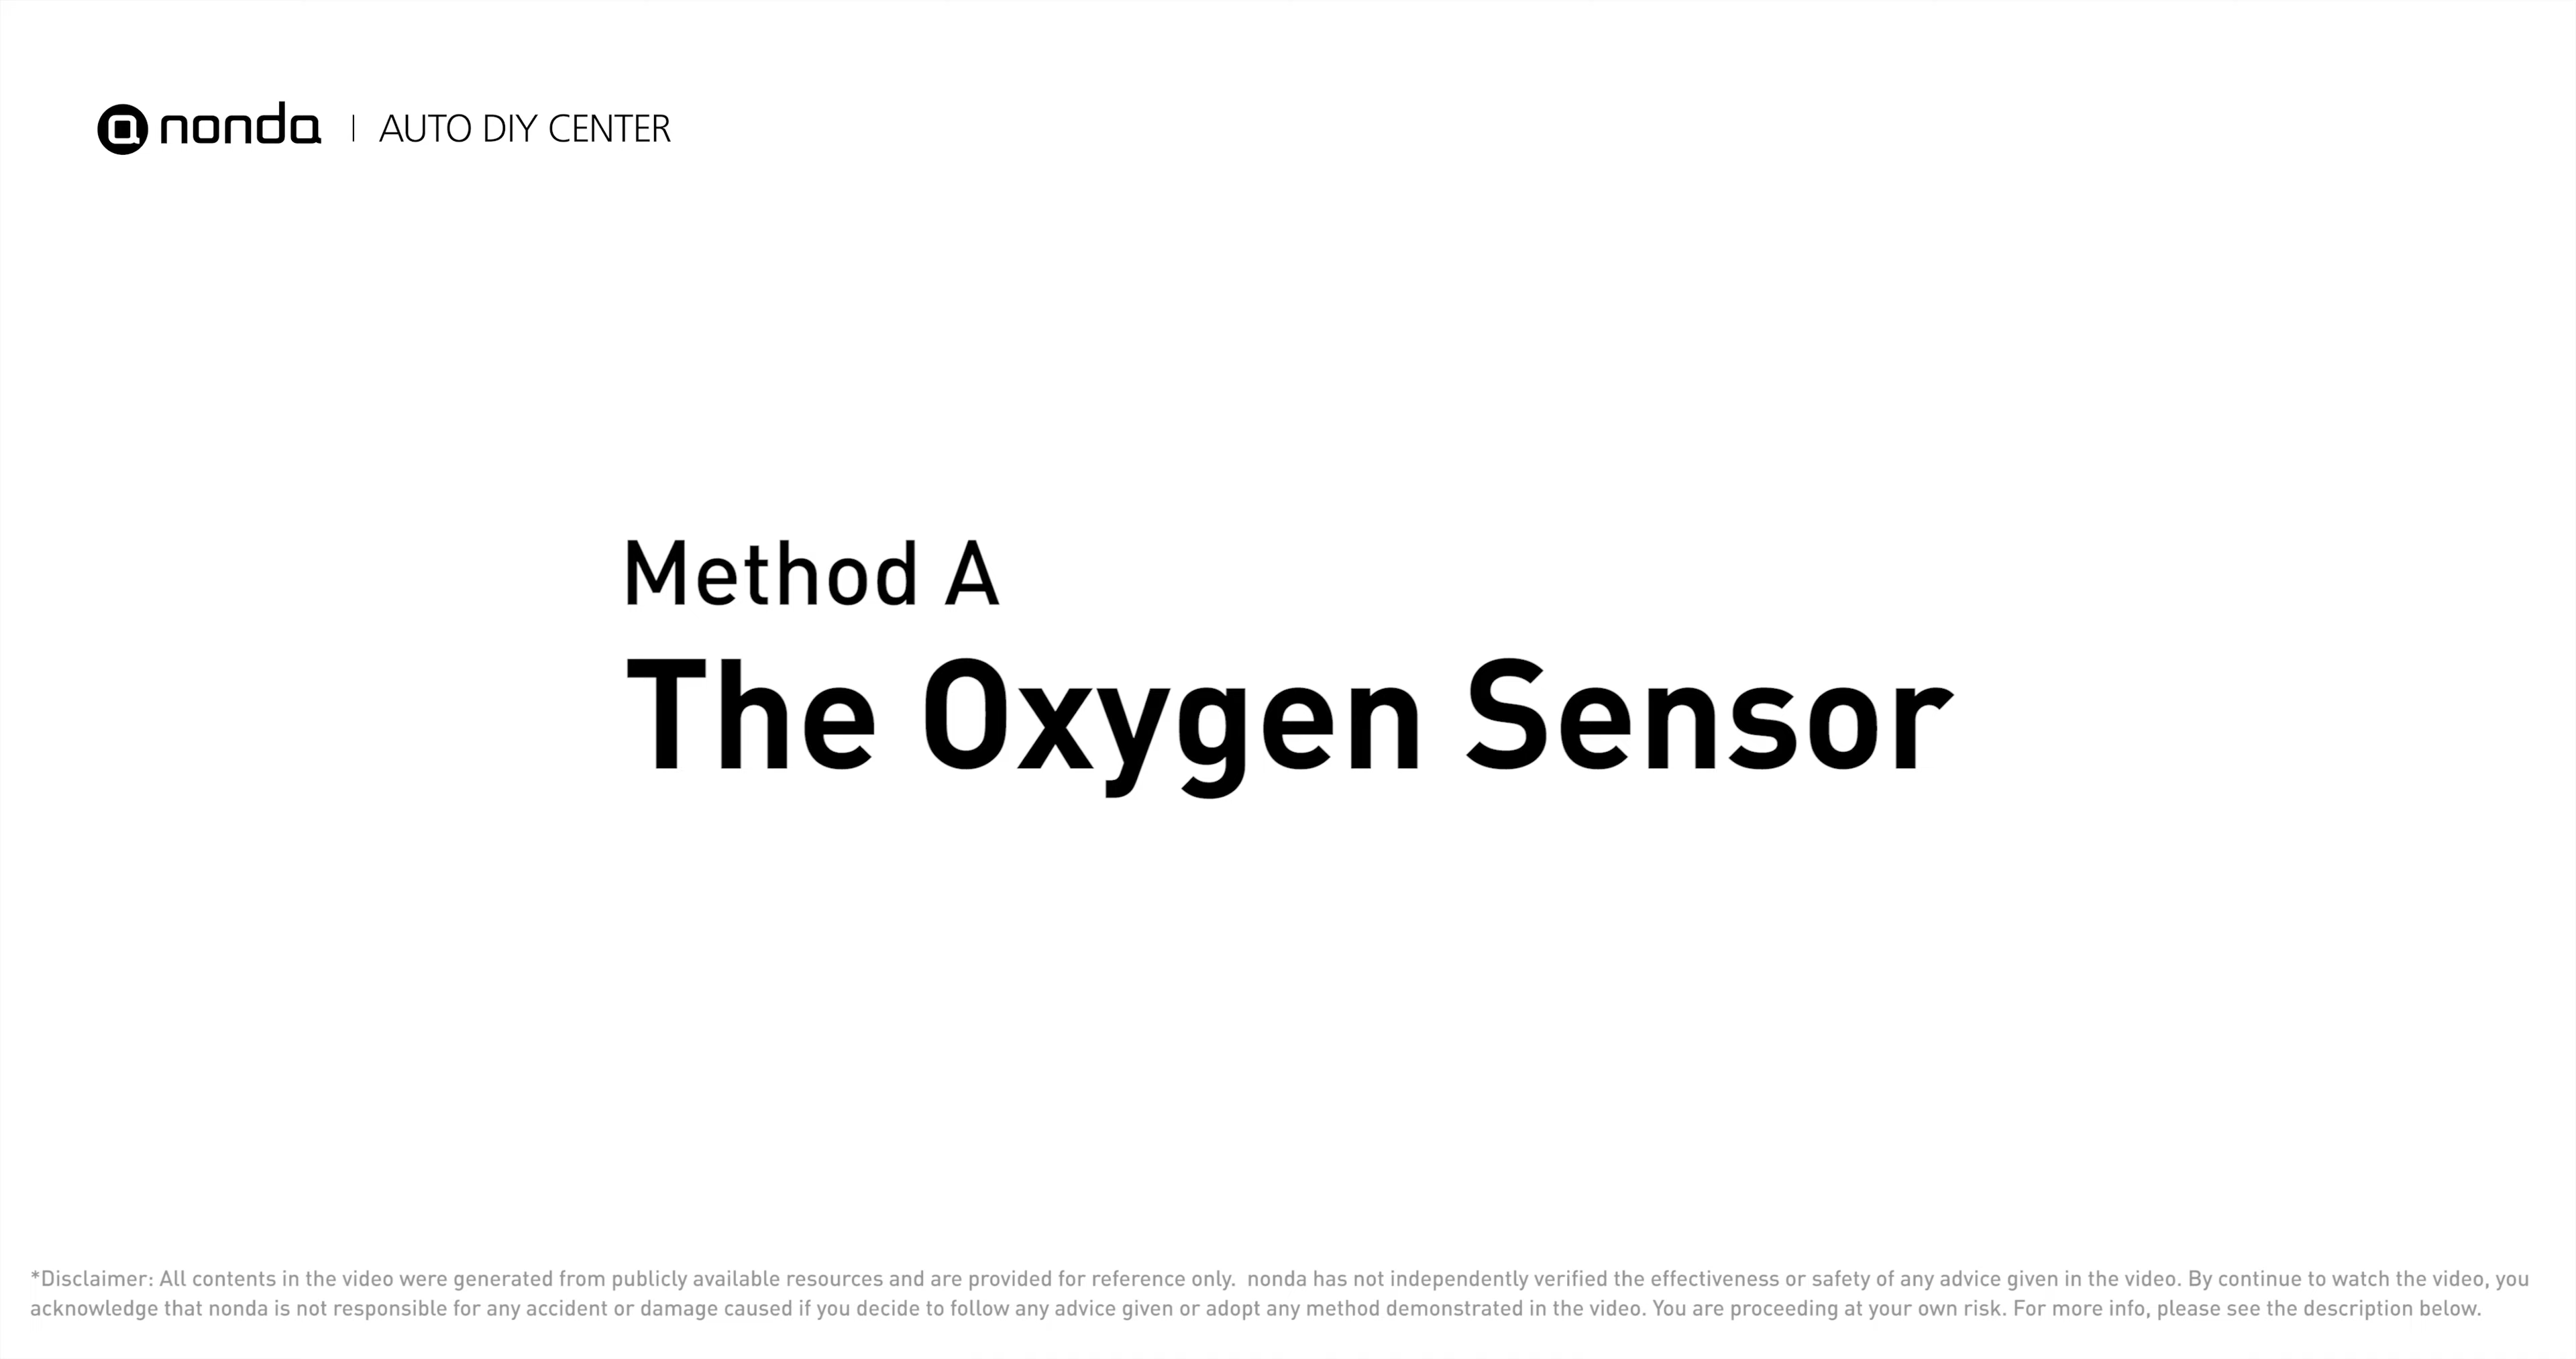 nonda | AUTO DIY CENTER
Method A
The Oxygen Sensor
*Disclaimer: All contents in the video were generated from publicly available resources and are provided for reference only.  nonda has not independently verified the effectiveness or safety of any advice given in the video. By continue to watch the video, you
acknowledge that nonda is not responsible for any accident or damage caused if you decide to follow any advice given or adopt any method demonstrated in the video. You are proceeding at your own risk. For more info, please see the description below.